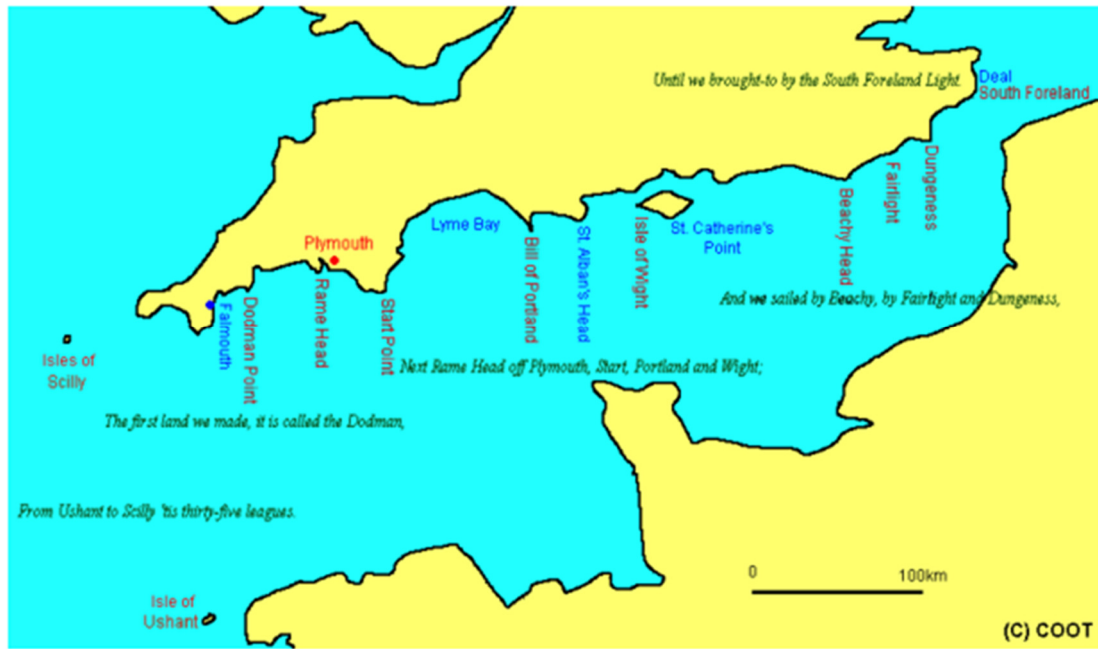 Until we brought-to by the South Foreland Light.
Deal
South Foreland
Dungeness
Fairlight
Beachy Head
Lyme Bay
Bill of Portland
St. Alban's Head
Isle of Wight
St. Catherine's
Point
Plymouth
Falmouth
Dodman Point
Rame Head
Start Point
And we sailed by Beachy, by Fairlight and Dungeness,
Isles of
Scilly
Next Rame Head off Plymouth, Start, Portland and Wight;
The first land we made, it is called the Dodman,
From Ushant to Scilly 'tis thirty-five leagues.
Isle of
Ushant
0
100km
(C) COOT